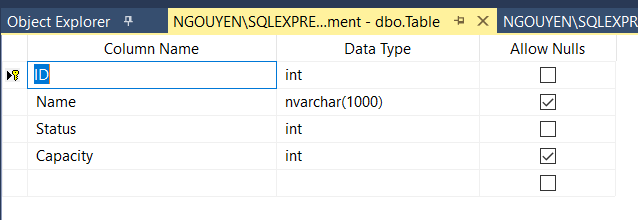 Object Explorer NGOUYEN\SQLEXPRE...ment - dbo.Table NGOUYEN\SQLEXPR
Column Name Data Type Allow Nulls
ID int
Name nvarchar(1000)
Status int
Capacity int